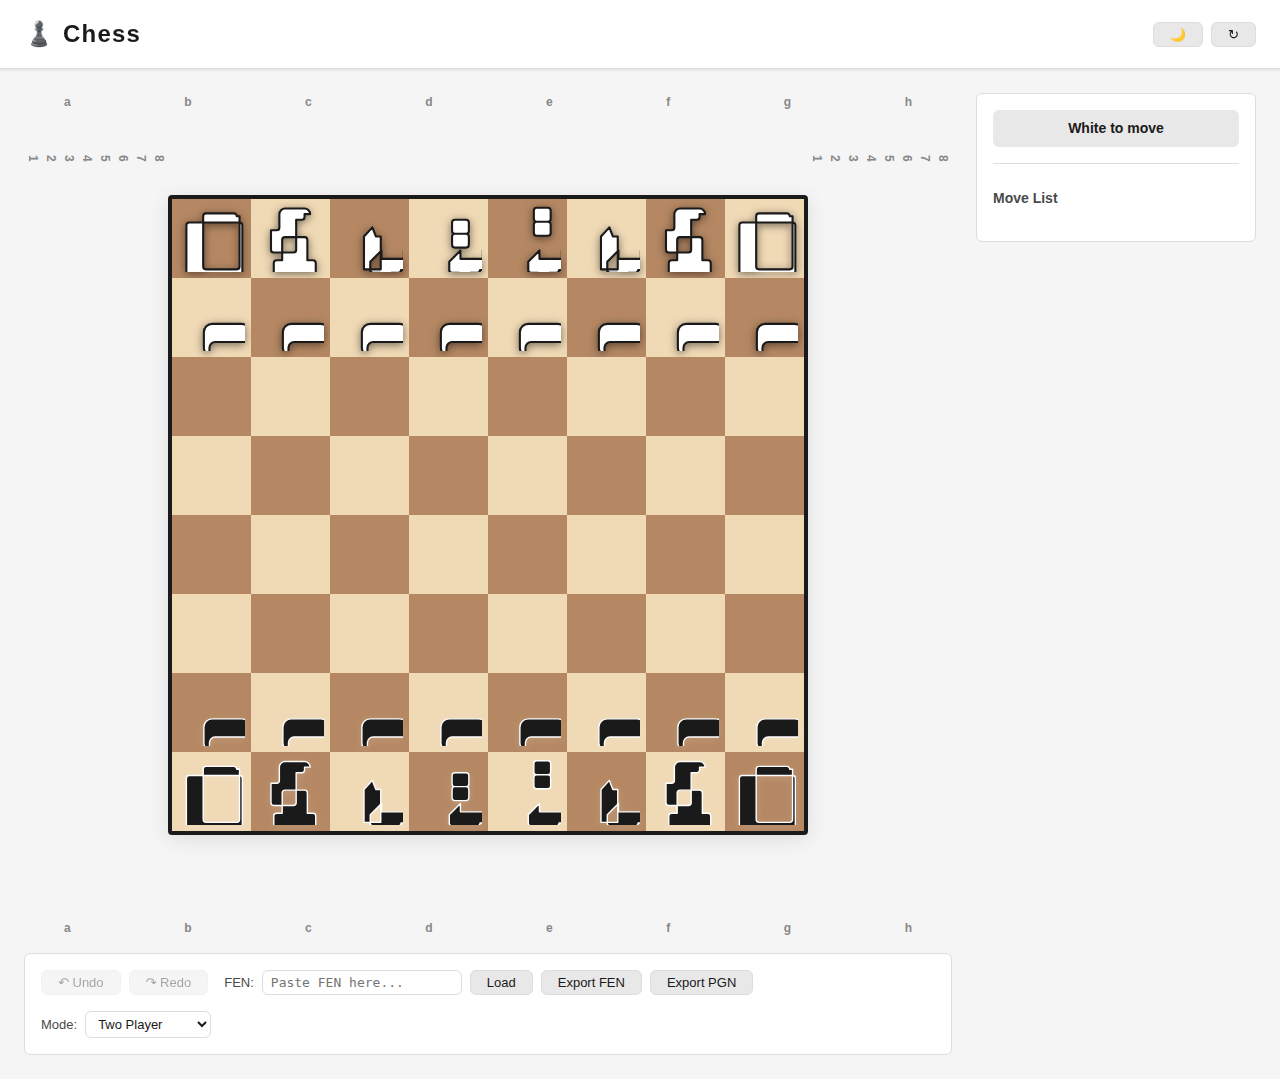 Chess
🌙 ↻
a b c d e f g h
1 2 3 4 5 6 7 8
1 2 3 4 5 6 7 8
White to move
Move List
a b c d e f g h
↶ Undo ↷ Redo FEN: Paste FEN here... Load Export FEN Export PGN
Mode: Two Player